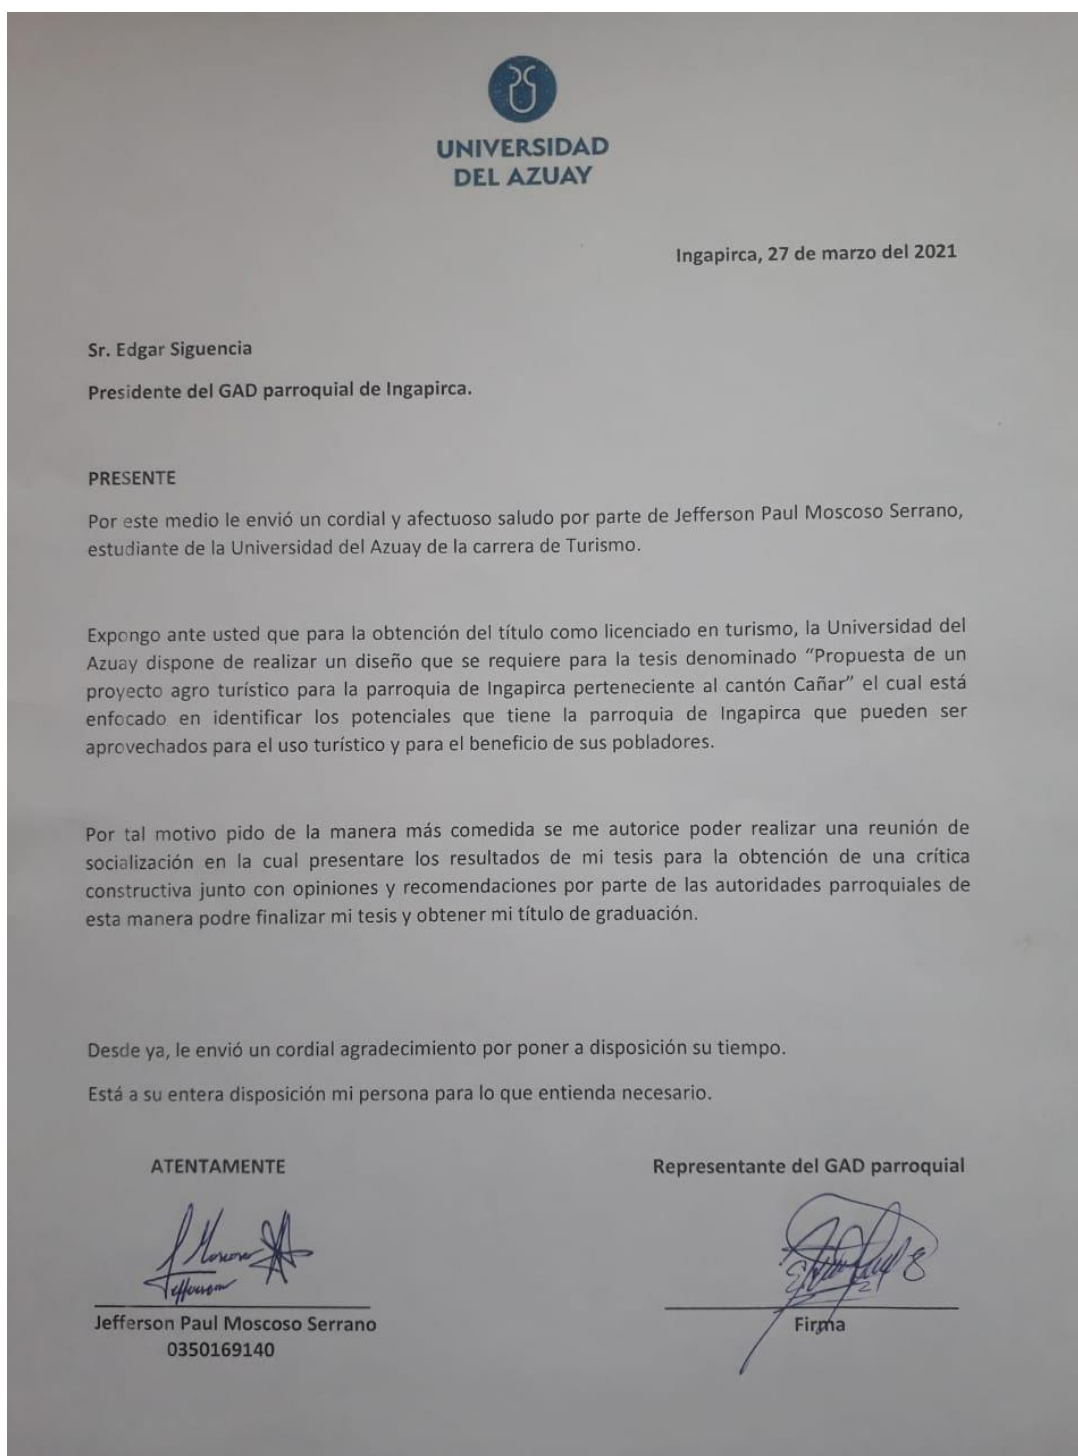 UNIVERSIDAD
DEL AZUAY
Ingapirca, 27 de marzo del 2021
Sr. Edgar Siguencia
Presidente del GAD parroquial de Ingapirca.
PRESENTE
Por este medio le envió un cordial y afectuoso saludo por parte de Jefferson Paul Moscoso Serrano,
estudiante de la Universidad del Azuay de la carrera de Turismo.
Expongo ante usted que para la obtención del título como licenciado en turismo, la Universidad del
Azuay dispone de realizar un diseño que se requiere para la tesis denominado “Propuesta de un
proyecto agro turístico para la parroquia de Ingapirca perteneciente al cantón Cañar” el cual está
enfocado en identificar los potenciales que tiene la parroquia de Ingapirca que pueden ser
aprovechados para el uso turístico y para el beneficio de sus pobladores.
Por tal motivo pido de la manera más comedida se me autorice poder realizar una reunión de
socialización en la cual presentare los resultados de mi tesis para la obtención de una crítica
constructiva junto con opiniones y recomendaciones por parte de las autoridades parroquiales de
esta manera podre finalizar mi tesis y obtener mi título de graduación.
Desde ya, le envió un cordial agradecimiento por poner a disposición su tiempo.
Está a su entera disposición mi persona para lo que entienda necesario.
ATENTAMENTE
Representante del GAD parroquial
Jefferson Paul Moscoso Serrano
Firma
0350169140